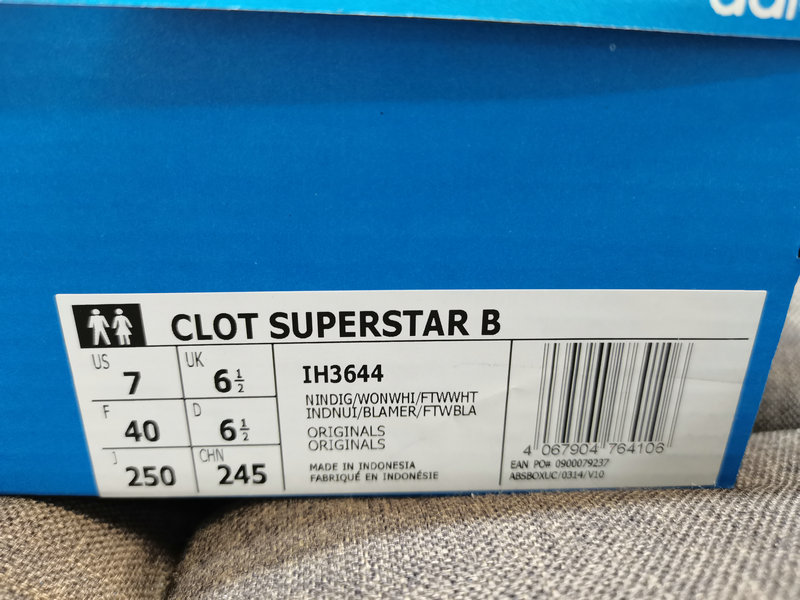 CLOT SUPERSTAR B
US 7 UK 6 1/2
F 40 D 6 1/2
J 250 CHN 245
IH3644
NINDIG/WONWHI/FTWWHT
INDNUI/BLAMER/FTWBLA
ORIGINALS
ORIGINALS
MADE IN INDONESIA
FABRIQUÉ EN INDONÉSIE
4 067904 764106
EAN PO# 0900079237
ABSBOXUC/0314/V10